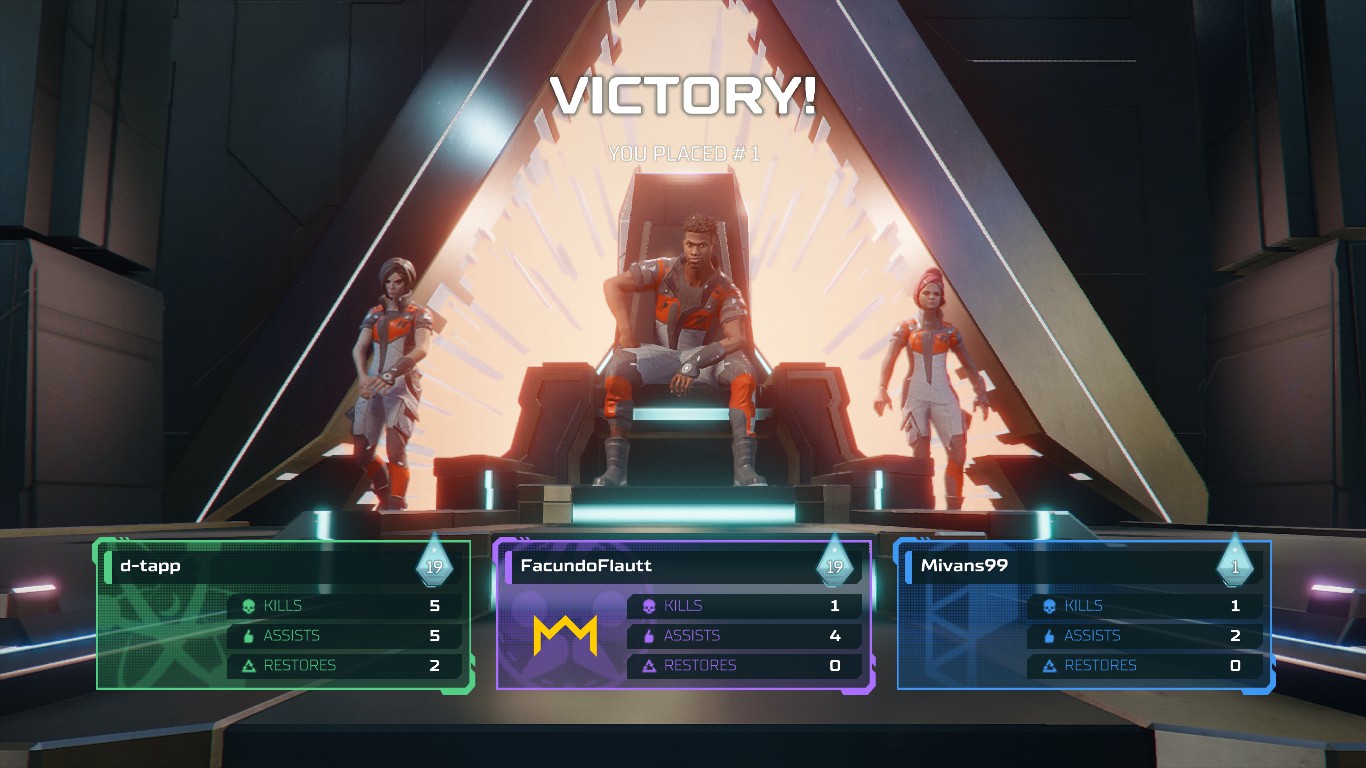 VICTORY!
YOU PLACED # 1
d-tapp 19
KILLS 5
ASSISTS 5
RESTORES 2
FacundoFlautt 19
KILLS 1
ASSISTS 4
RESTORES 0
Mivans99 1
KILLS 1
ASSISTS 2
RESTORES 0